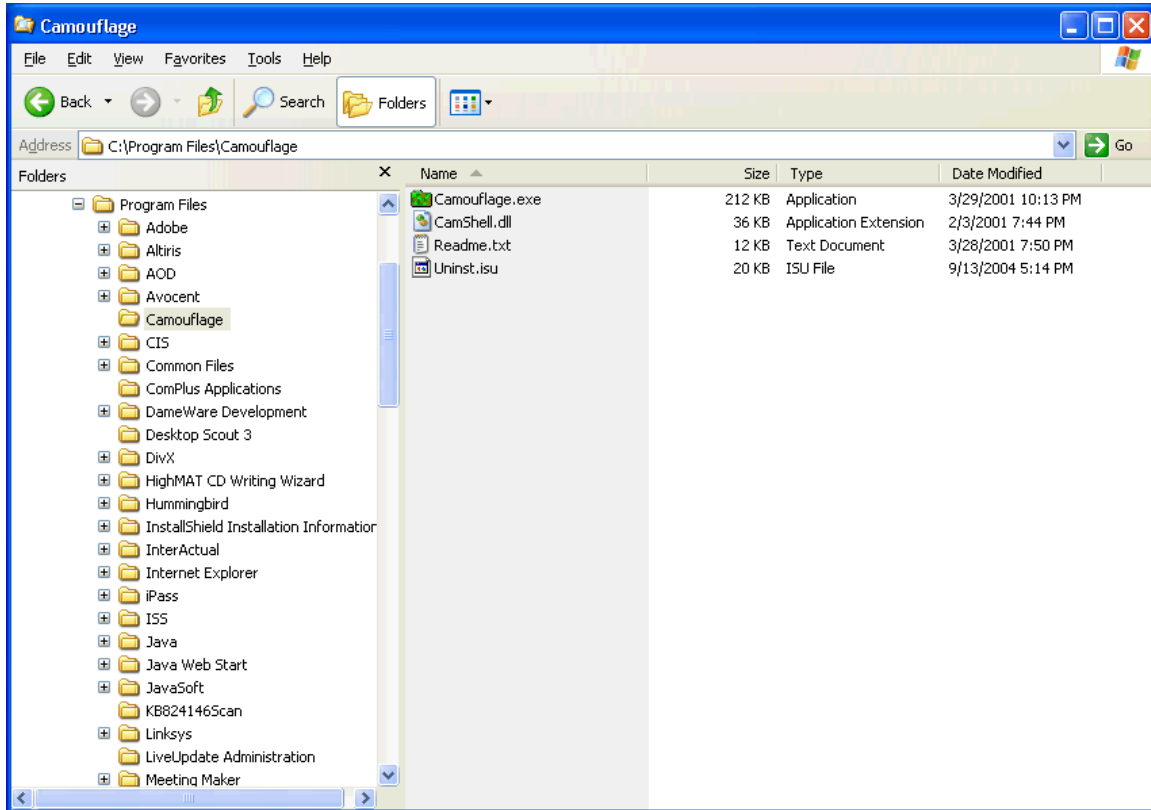 Camouflage
File Edit View Favorites Tools Help
Back Search Folders
Address C:\Program Files\Camouflage Go
Folders
Name Size Type Date Modified
Program Files
Adobe
Altiris
AOD
Avocent
Camouflage
CIS
Common Files
ComPlus Applications
DameWare Development
Desktop Scout 3
DivX
HighMAT CD Writing Wizard
Hummingbird
InstallShield Installation Information
InterActual
Internet Explorer
iPass
ISS
Java
Java Web Start
JavaSoft
KB824146Scan
Linksys
LiveUpdate Administration
Meeting Maker
Camouflage.exe 212 KB Application 3/29/2001 10:13 PM
CamShell.dll 36 KB Application Extension 2/3/2001 7:44 PM
Readme.txt 12 KB Text Document 3/28/2001 7:50 PM
Uninst.isu 20 KB ISU File 9/13/2004 5:14 PM